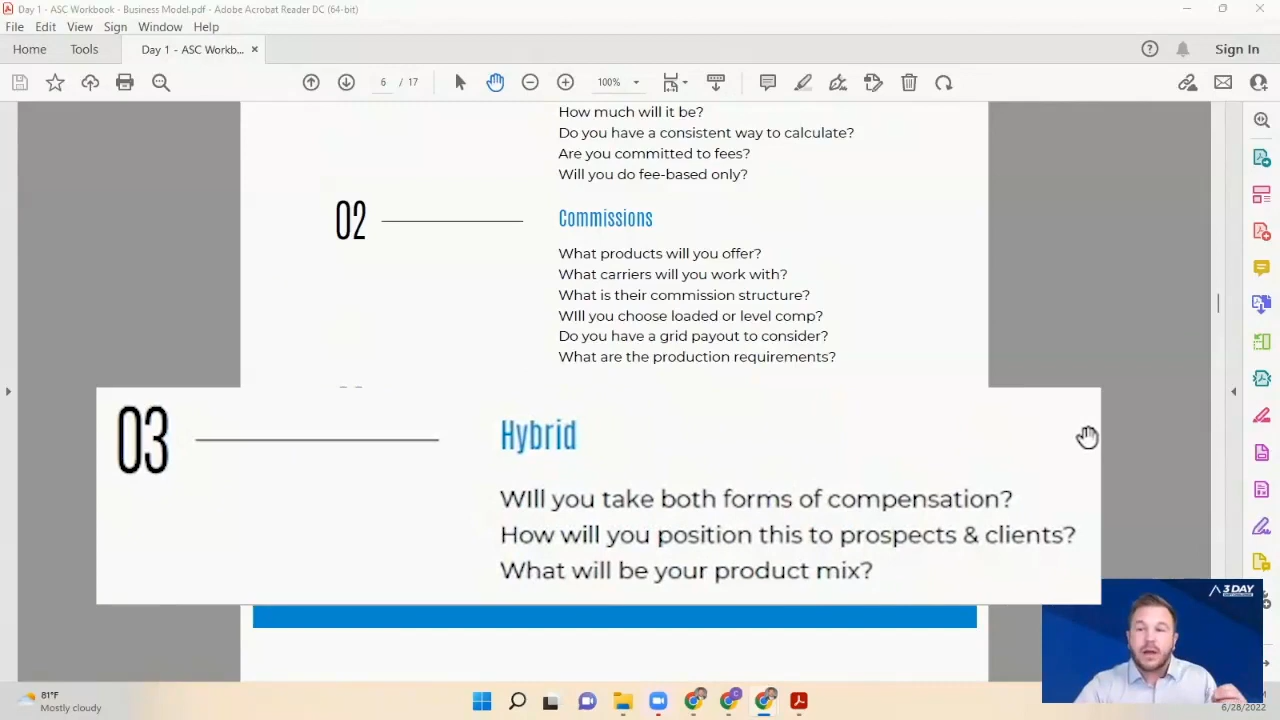 Day 1 - ASC Workbook - Business Model.pdf - Adobe Acrobat Reader DC (64-bit)
File Edit View Sign Window Help
Home Tools Day 1 - ASC Workb... × Sign In
6 / 17 100%
How much will it be?
Do you have a consistent way to calculate?
Are you committed to fees?
Will you do fee-based only?
02 Commissions
What products will you offer?
What carriers will you work with?
What is their commission structure?
WIll you choose loaded or level comp?
Do you have a grid payout to consider?
What are the production requirements?
03 Hybrid
WIll you take both forms of compensation?
How will you position this to prospects & clients?
What will be your product mix?
3 DAY
81°F
Mostly cloudy
6/28/2022